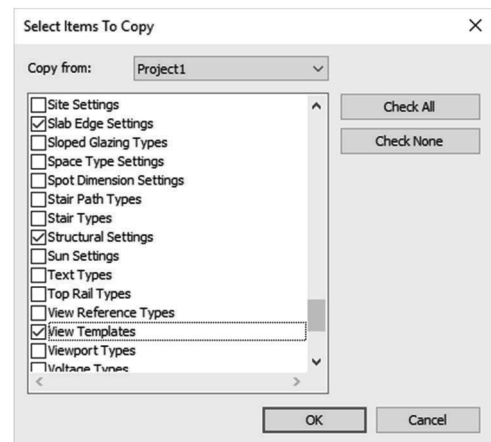 Select Items To Copy
Copy from: Project1
Site Settings
Slab Edge Settings
Sloped Glazing Types
Space Type Settings
Spot Dimension Settings
Stair Path Types
Stair Types
Structural Settings
Sun Settings
Text Types
Top Rail Types
View Reference Types
View Templates
Viewport Types
Voltage Types
Check All
Check None
OK Cancel